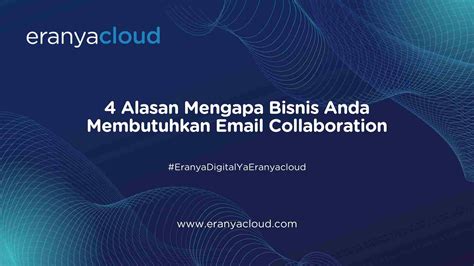 eranyacloud
4 Alasan Mengapa Bisnis Anda
Membutuhkan Email Collaboration
#EranyaDigitalYaEranyacloud
www.eranyacloud.com